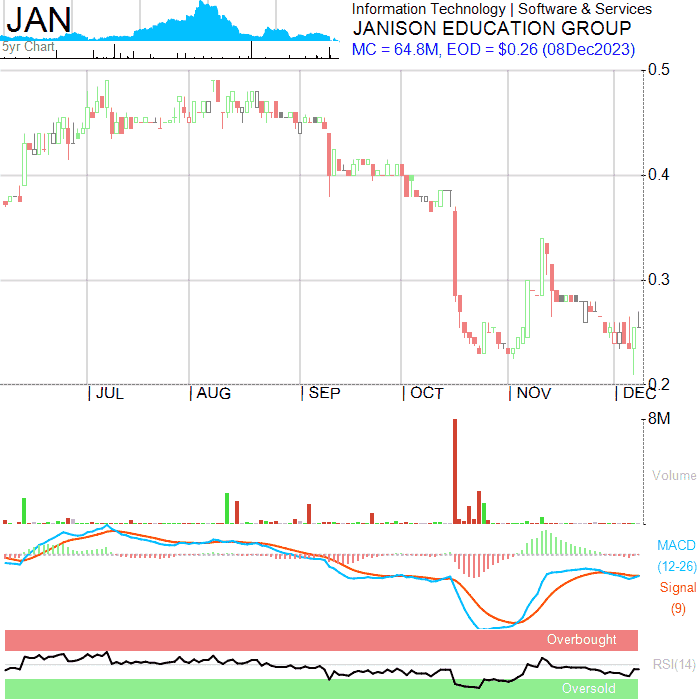 JAN
5yr Chart
Information Technology | Software & Services
JANISON EDUCATION GROUP
MC = 64.8M, EOD = $0.26 (08Dec2023)
0.5
0.4
0.3
0.2
JUL
AUG
SEP
OCT
NOV
DEC
8M
Volume
MACD
(12-26)
Signal
(9)
Overbought
RSI(14)
Oversold